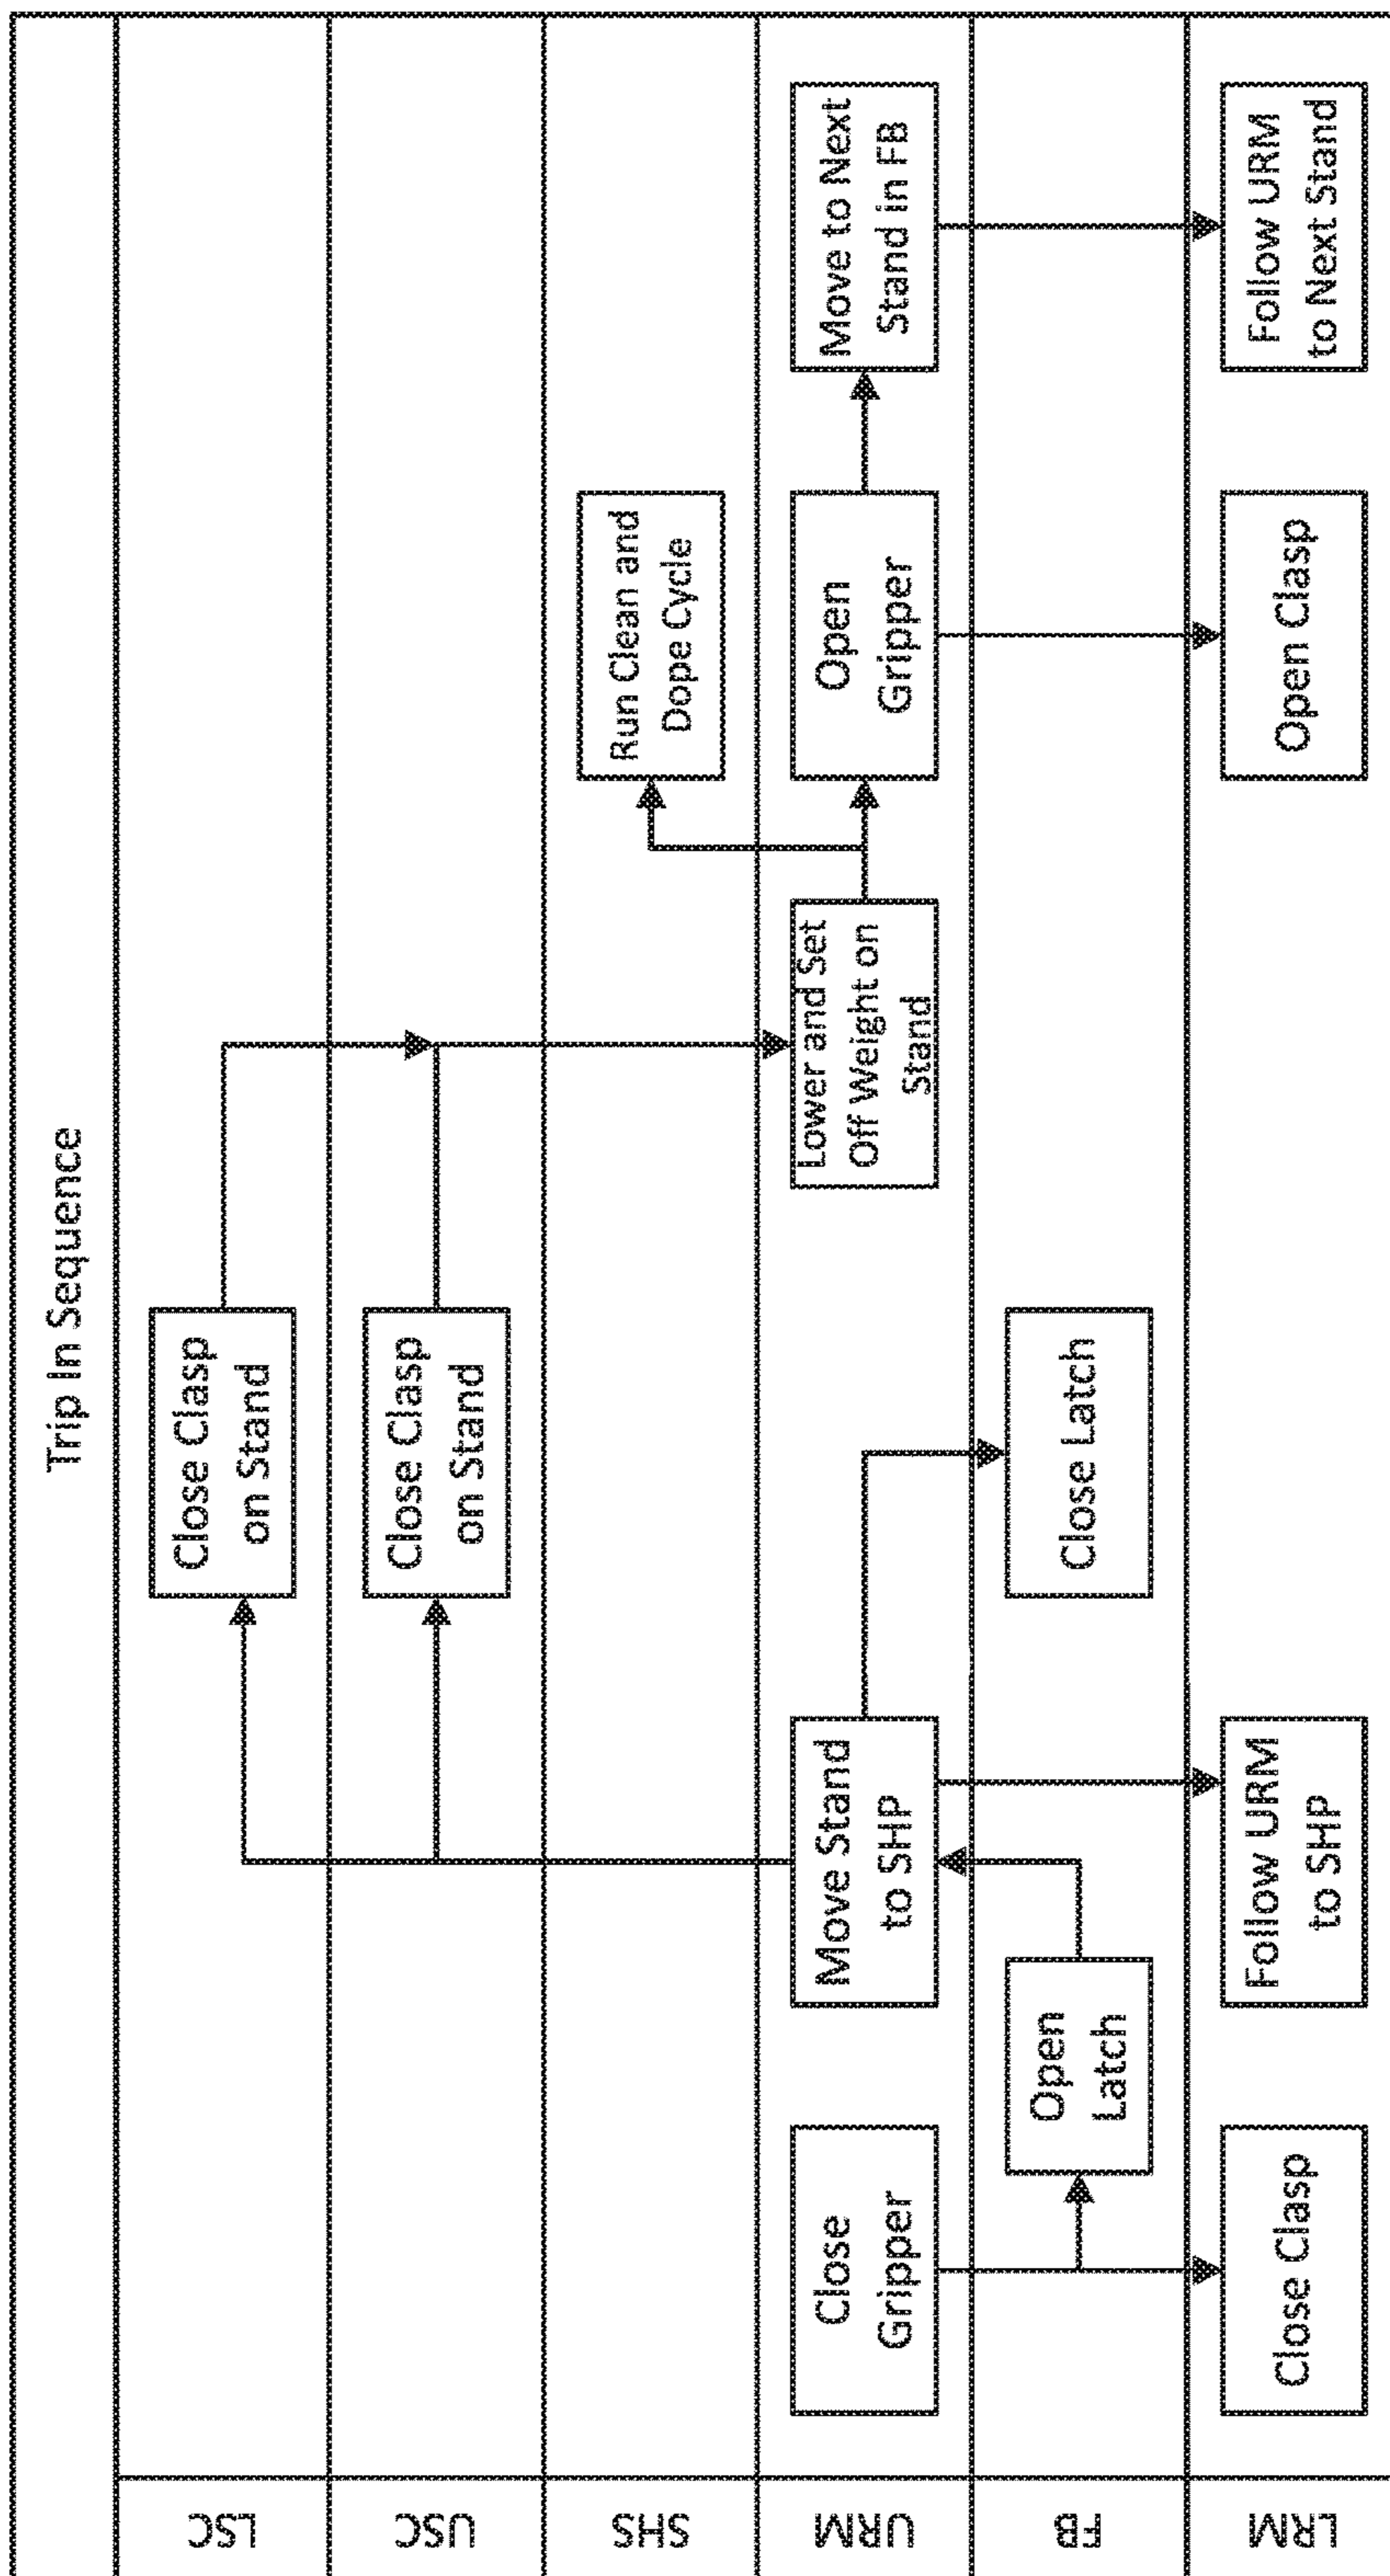 Trip In Sequence
LSC
Close Clasp
on Stand
USC
Close Clasp
on Stand
SHS
Run Clean and
Dope Cycle
URM
Close
Gripper
Move Stand
to SHP
Lower and Set
Off Weight on
Stand
Open
Gripper
Move to Next
Stand in FB
FB
Open
Latch
Close Latch
LRM
Close Clasp
Follow URM
to SHP
Open Clasp
Follow URM
to Next Stand